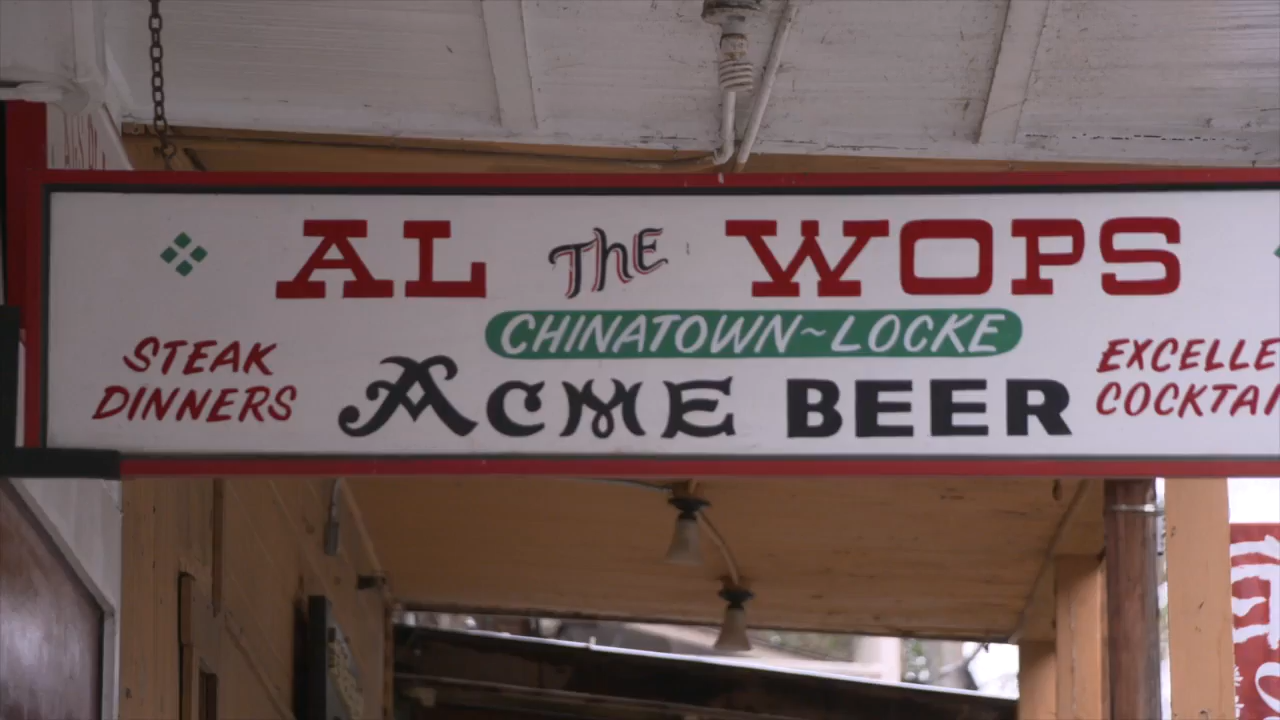 AL THE WOPS
CHINATOWN~LOCKE
STEAK
DINNERS
ACME BEER
EXCELLE
COCKTAI